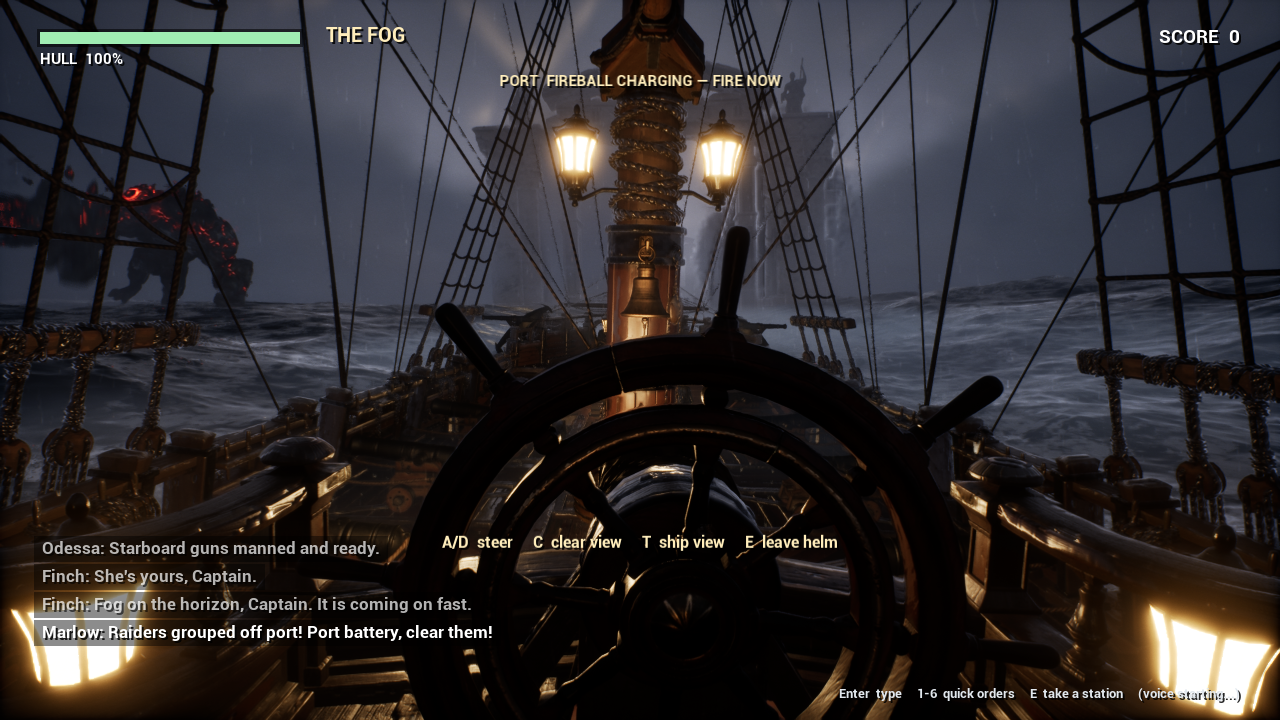 THE FOG
SCORE 0
HULL 100%
PORT FIREBALL CHARGING — FIRE NOW
A/D steer C clear view T ship view E leave helm
Odessa: Starboard guns manned and ready.
Finch: She's yours, Captain.
Finch: Fog on the horizon, Captain. It is coming on fast.
Marlow: Raiders grouped off port! Port battery, clear them!
Enter type 1-6 quick orders E take a station (voice starting...)